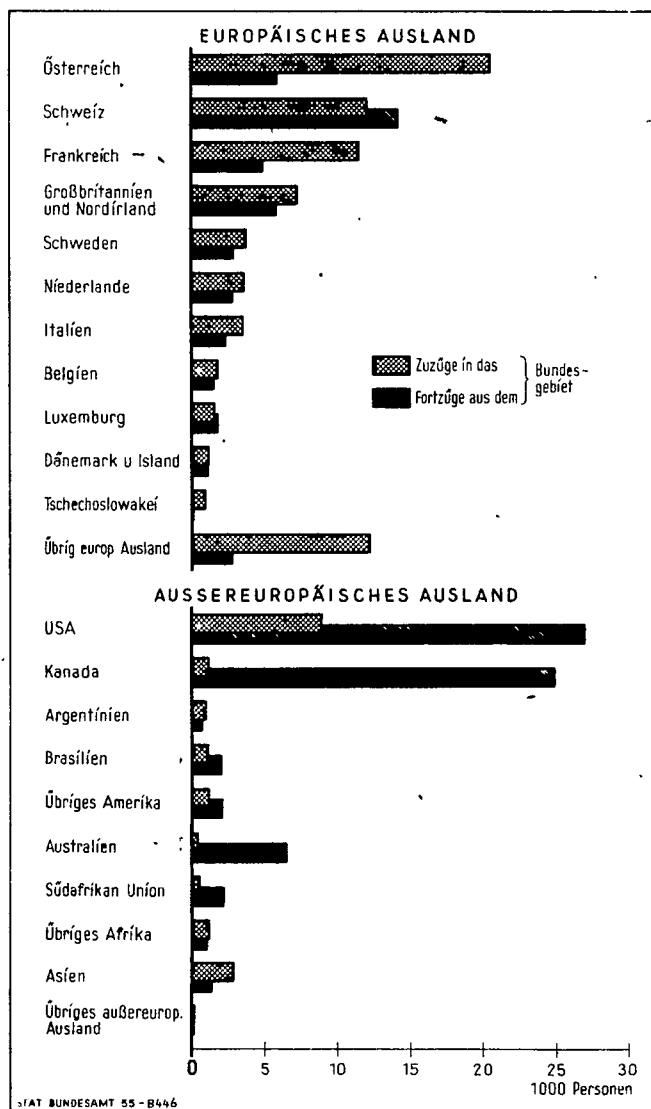 EUROPÄISCHES AUSLAND
Österreich
Schweiz
Frankreich
Großbritannien
und Nordirland
Schweden
Niederlande
Italien
Belgien
Luxemburg
Dänemark u Island
Tschechoslowakei
Übrig europ Ausland
Zuzüge in das
Fortzüge aus dem
Bundes-
gebiet
AUSSEREUROPÄISCHES AUSLAND
USA
Kanada
Argentinien
Brasilien
Übriges Amerika
Australien
Südafrikan Union
Übriges Afrika
Asien
Übriges außereurop.
Ausland
0 5 10 15 20 25 30
1000 Personen
STAT BUNDESAMT 55 - 8446